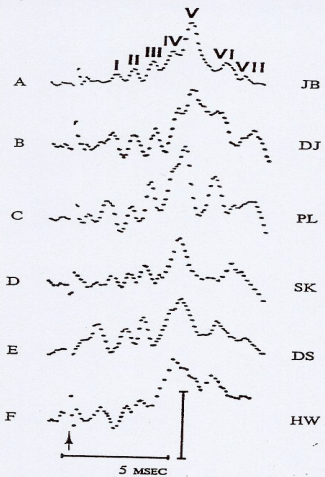 V
IV
III
I II VI
VII
A JB
B DJ
C PL
D SK
E DS
F HW
5 MSEC